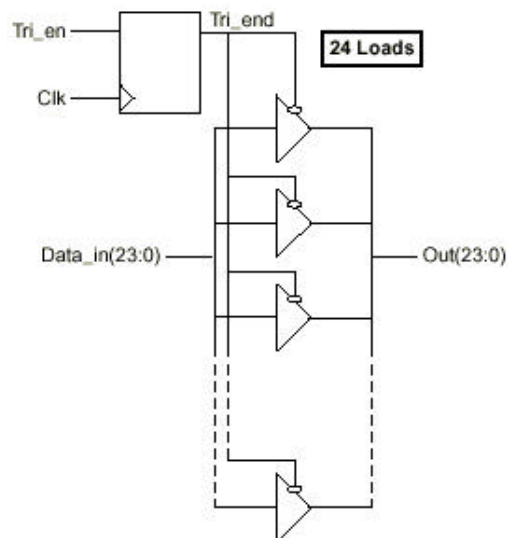 Tri_en
Tri_end
24 Loads
Clk
Data_in(23:0)
Out(23:0)